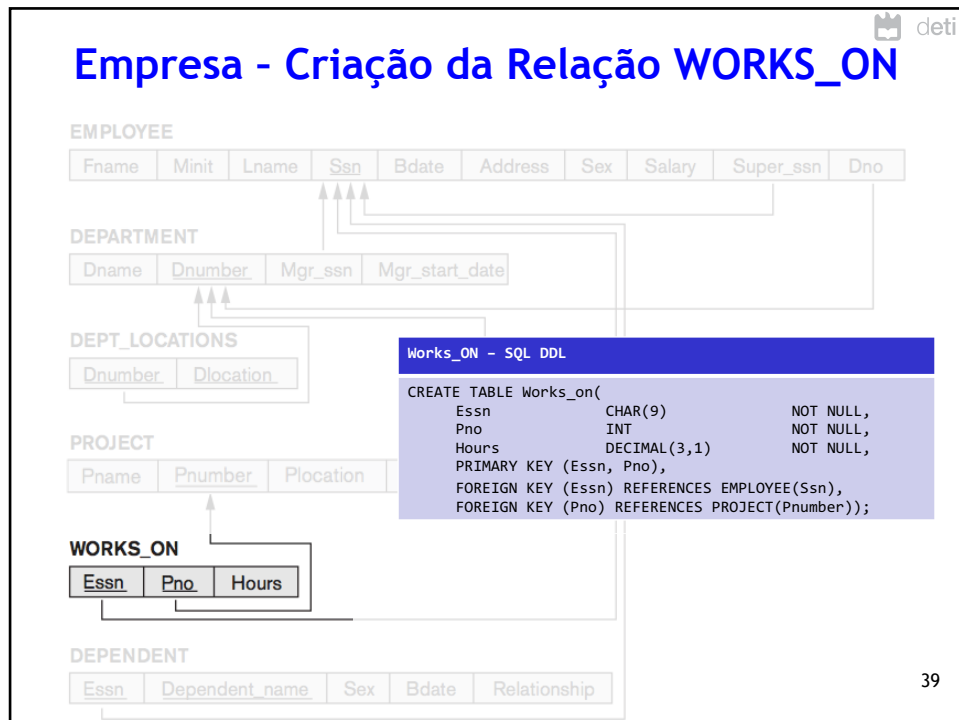 deti
Empresa – Criação da Relação WORKS_ON
EMPLOYEE
Fname Minit Lname Ssn Bdate Address Sex Salary Super_ssn Dno
DEPARTMENT
Dname Dnumber Mgr_ssn Mgr_start_date
DEPT_LOCATIONS
Dnumber Dlocation
Works_ON – SQL DDL
CREATE TABLE Works_on(
Essn CHAR(9) NOT NULL,
Pno INT NOT NULL,
Hours DECIMAL(3,1) NOT NULL,
PRIMARY KEY (Essn, Pno),
FOREIGN KEY (Essn) REFERENCES EMPLOYEE(Ssn),
FOREIGN KEY (Pno) REFERENCES PROJECT(Pnumber));
PROJECT
Pname Pnumber Plocation
WORKS_ON
Essn Pno Hours
DEPENDENT
Essn Dependent_name Sex Bdate Relationship
39